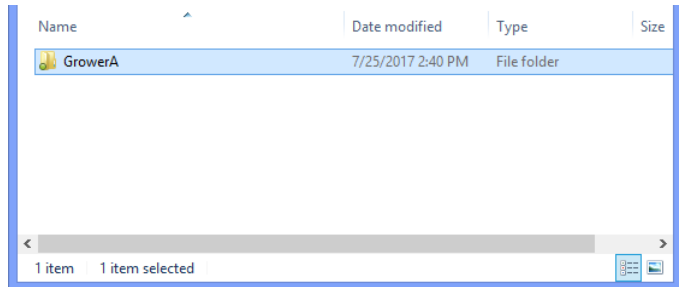 Name Date modified Type Size
GrowerA 7/25/2017 2:40 PM File folder
1 item 1 item selected